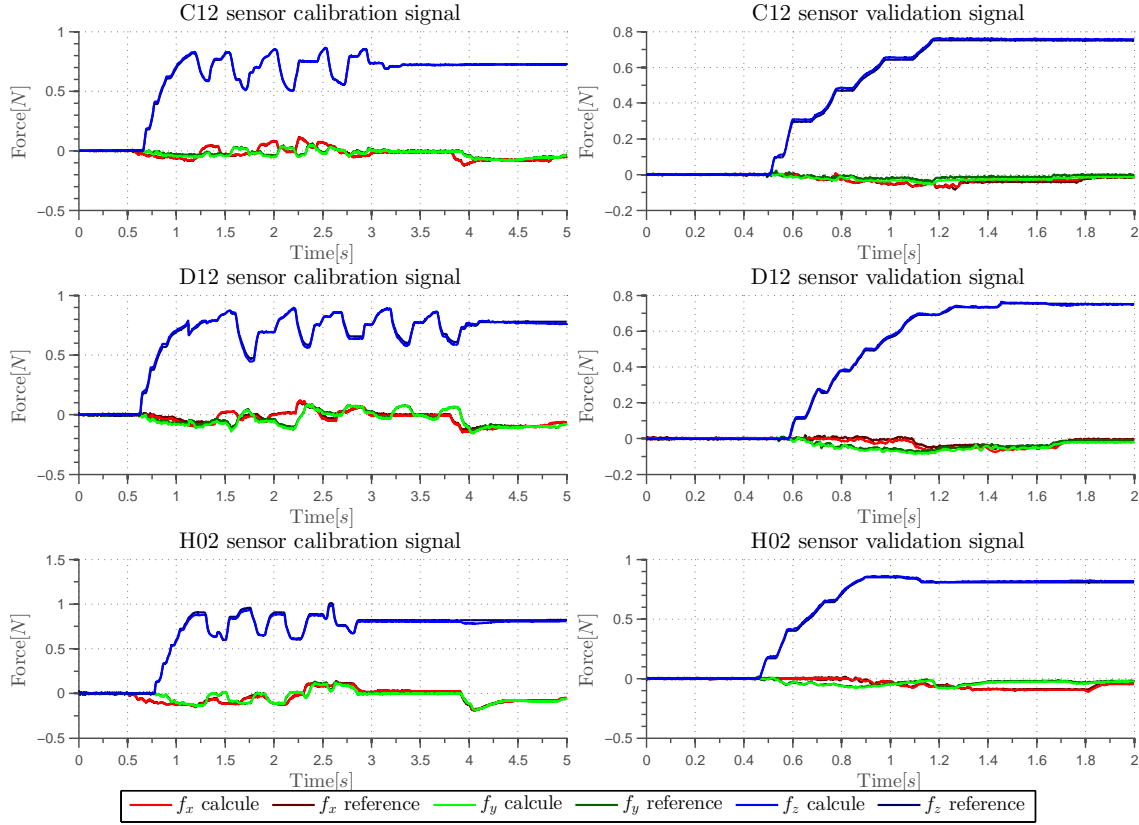 C12 sensor calibration signal
1
0.5
0
−0.5
Force[N]
0 0.5 1 1.5 2 2.5 3 3.5 4 4.5 5
Time[s]
C12 sensor validation signal
0.8
0.6
0.4
0.2
0
−0.2
Force[N]
0 0.2 0.4 0.6 0.8 1 1.2 1.4 1.6 1.8 2
Time[s]
D12 sensor calibration signal
1
0.5
0
−0.5
Force[N]
0 0.5 1 1.5 2 2.5 3 3.5 4 4.5 5
Time[s]
D12 sensor validation signal
0.8
0.6
0.4
0.2
0
−0.2
Force[N]
0 0.2 0.4 0.6 0.8 1 1.2 1.4 1.6 1.8 2
Time[s]
H02 sensor calibration signal
1.5
1
0.5
0
−0.5
Force[N]
0 0.5 1 1.5 2 2.5 3 3.5 4 4.5 5
Time[s]
H02 sensor validation signal
1
0.5
0
−0.5
Force[N]
0 0.2 0.4 0.6 0.8 1 1.2 1.4 1.6 1.8 2
Time[s]
fx calcule fx reference fy calcule fy reference fz calcule fz reference